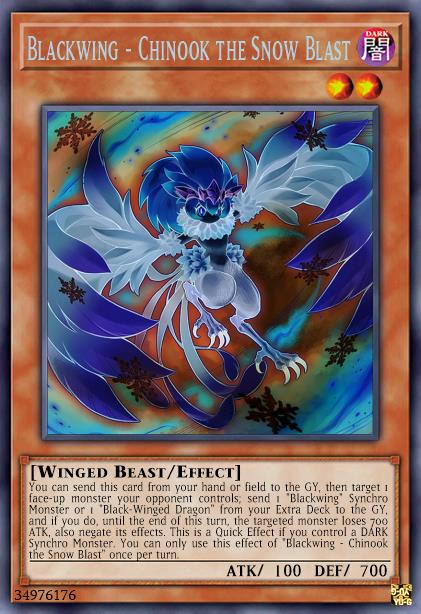 Blackwing - Chinook the Snow Blast
DARK
闇
[Winged Beast/Effect]
You can send this card from your hand or field to the GY, then target 1
face-up monster your opponent controls; send 1 "Blackwing" Synchro
Monster or 1 "Black-Winged Dragon" from your Extra Deck to the GY,
and if you do, until the end of this turn, the targeted monster loses 700
ATK, also negate its effects. This is a Quick Effect if you control a DARK
Synchro Monster. You can only use this effect of "Blackwing - Chinook
the Snow Blast" once per turn.
ATK/ 100 DEF/ 700
34976176